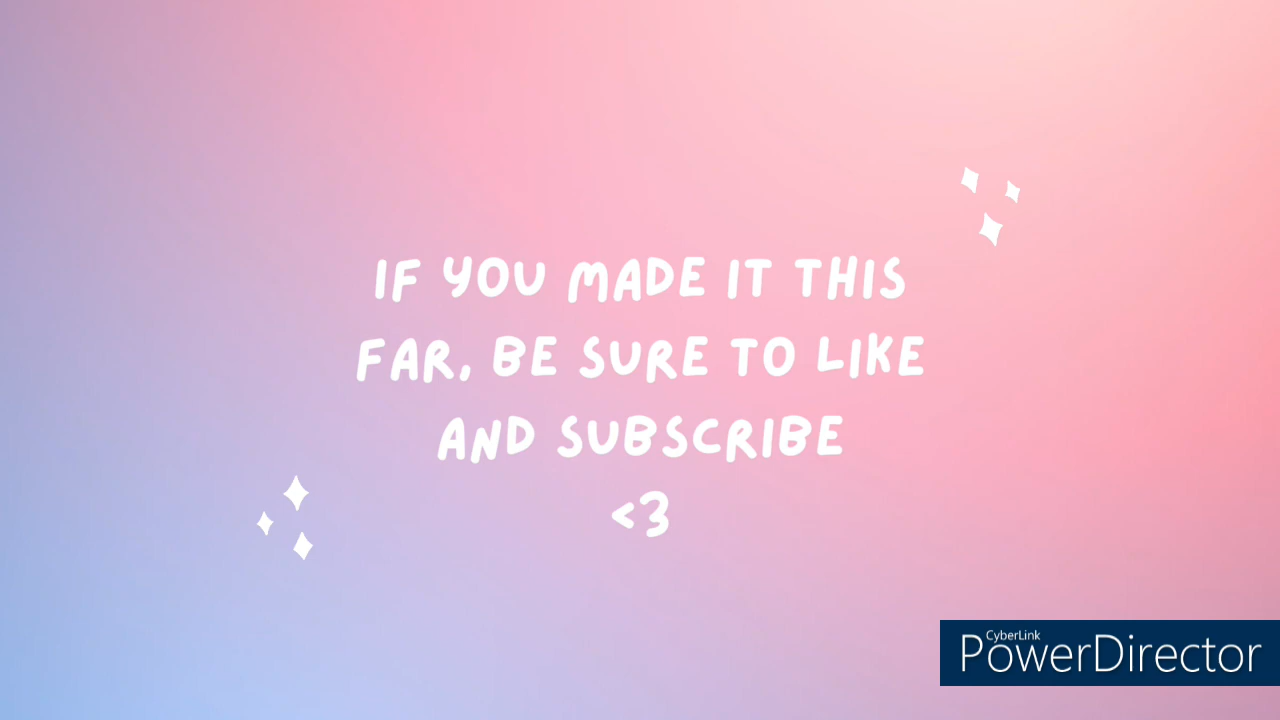 IF YOU MADE IT THIS
FAR, BE SURE TO LIKE
AND SUBSCRIBE
<3
CyberLink
PowerDirector